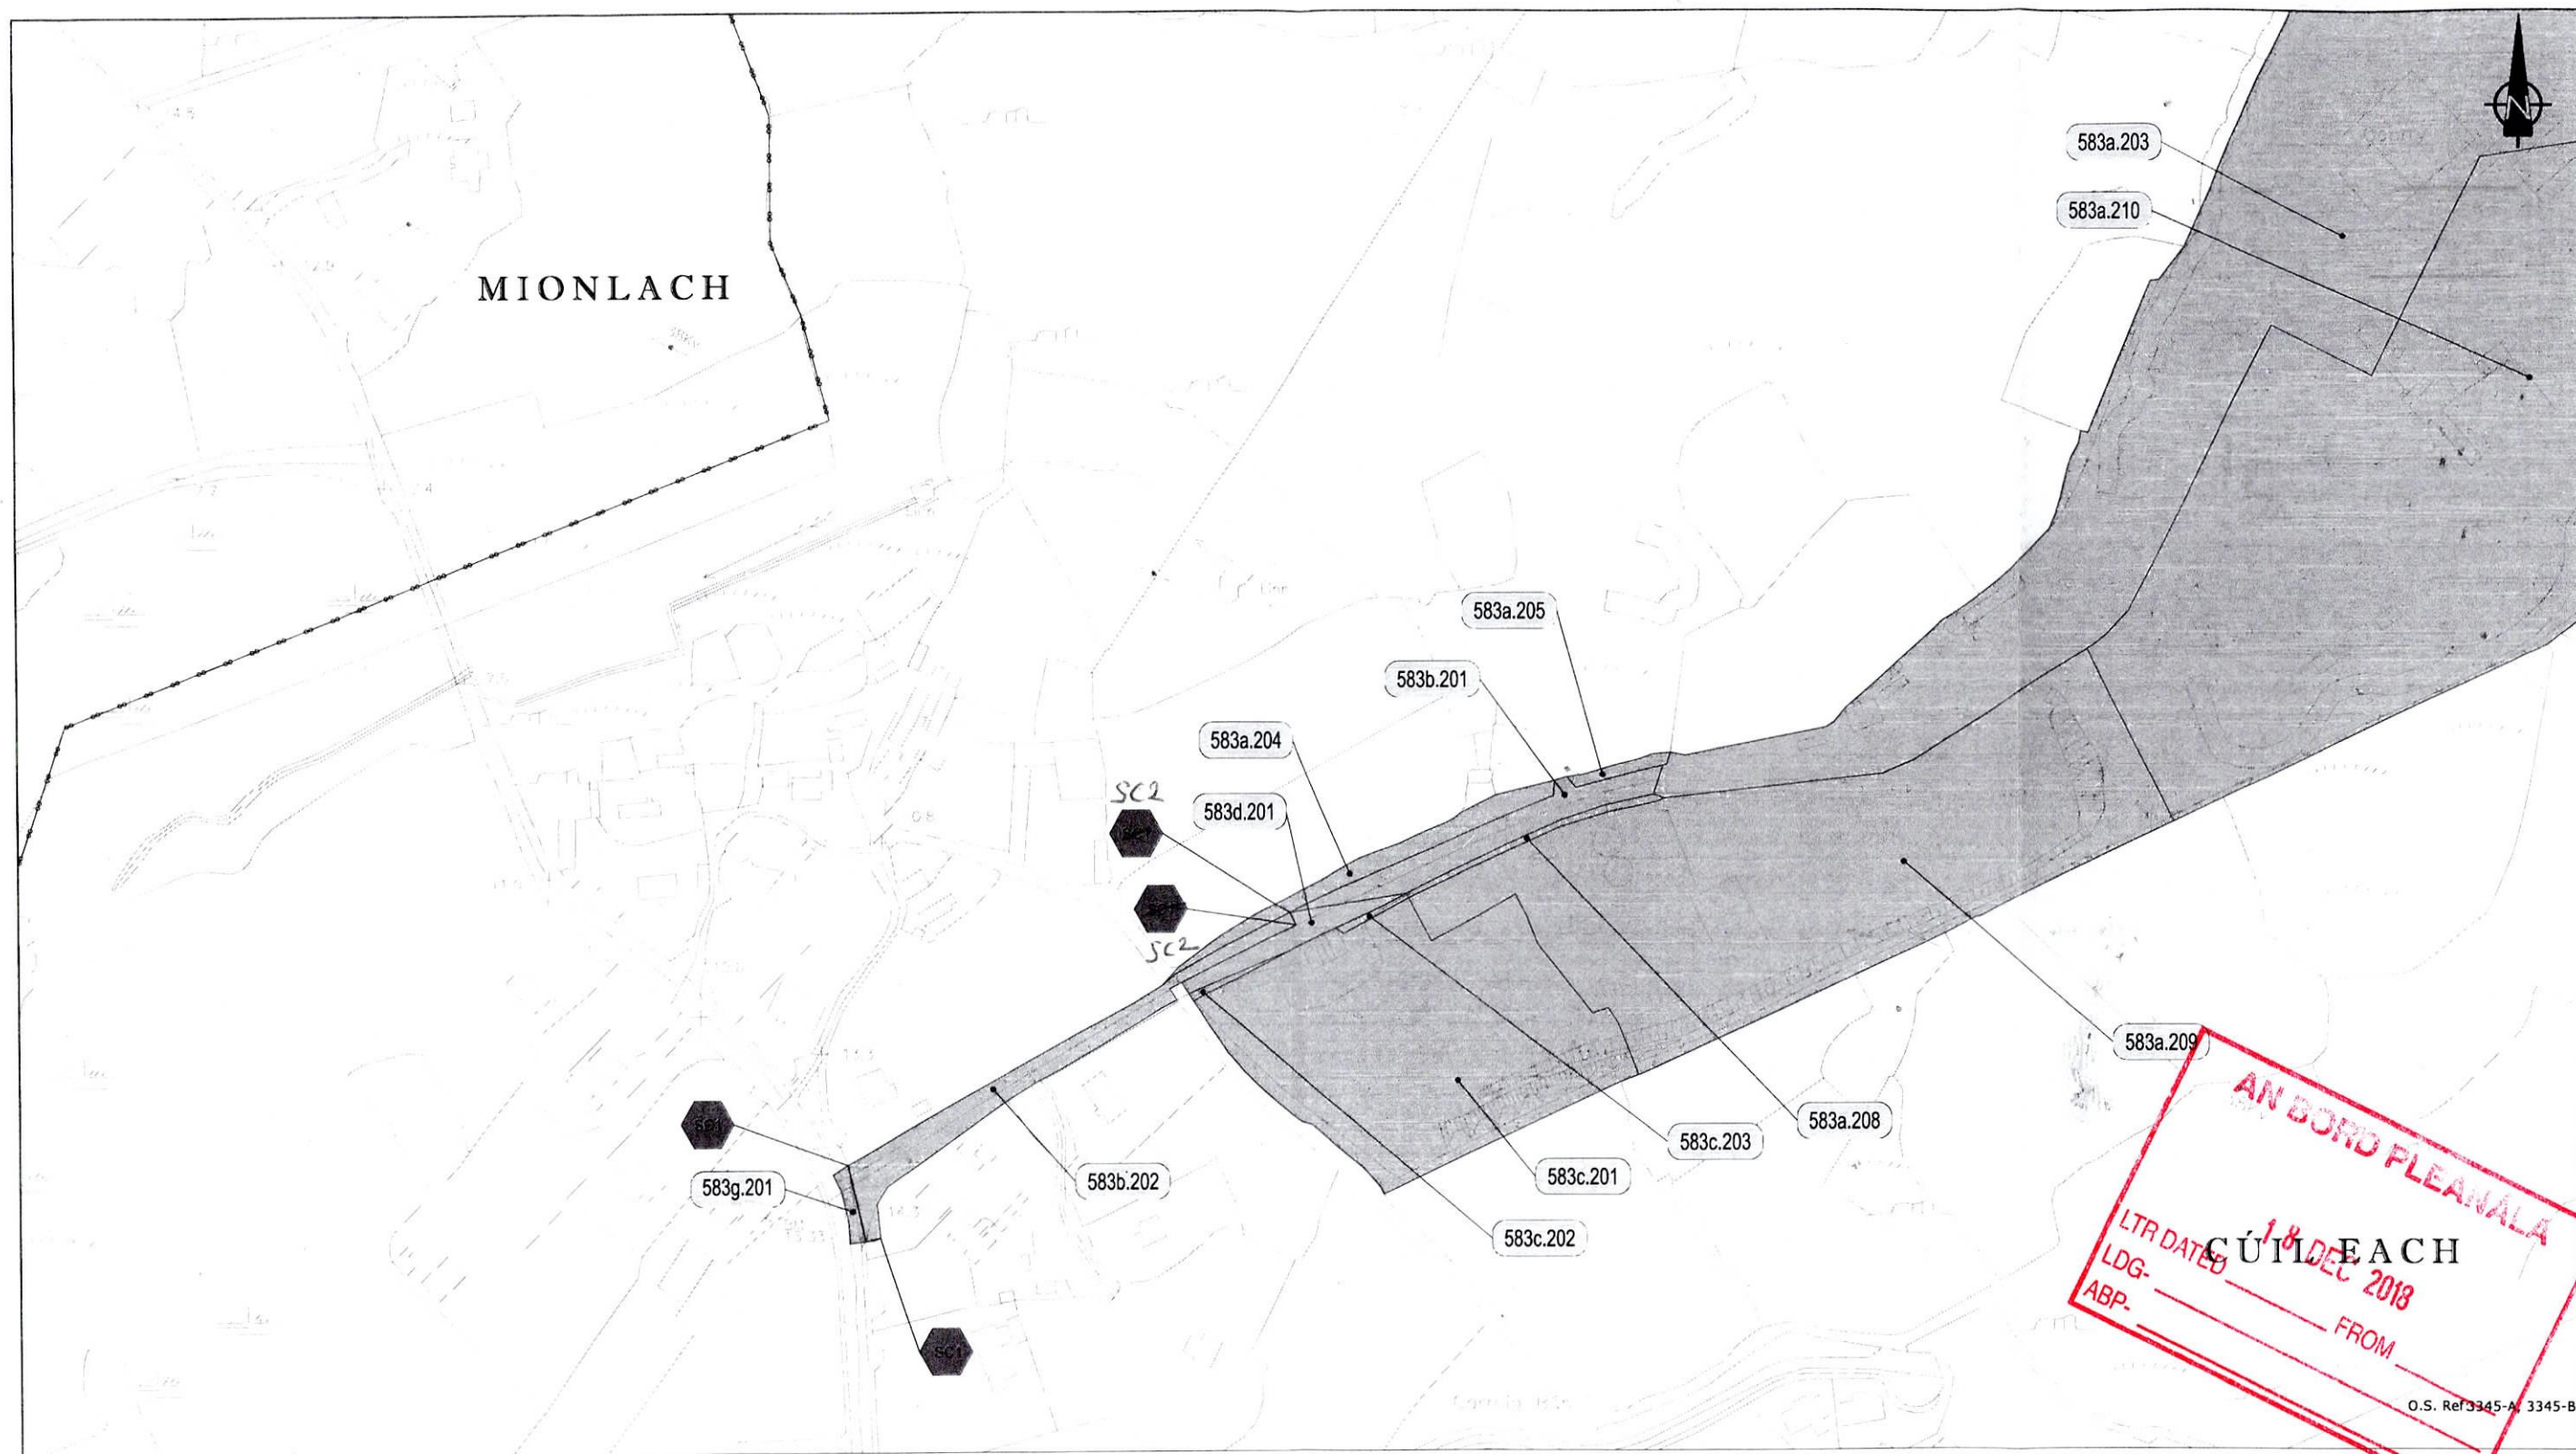 N
583a.203
583a.210
MIONLACH
583a.205
583b.201
583a.204
SC2
583d.201
SC2
583a.209
SC1
583c.203
583a.208
583c.201
583g.201
583b.202
583c.202
SC1
AN BORD PLEANÁLA
18 DEC 2018
LTR DATED FROM
LDG-
ABP-
CÚIL EACH
O.S. Ref 3345-A, 3345-B